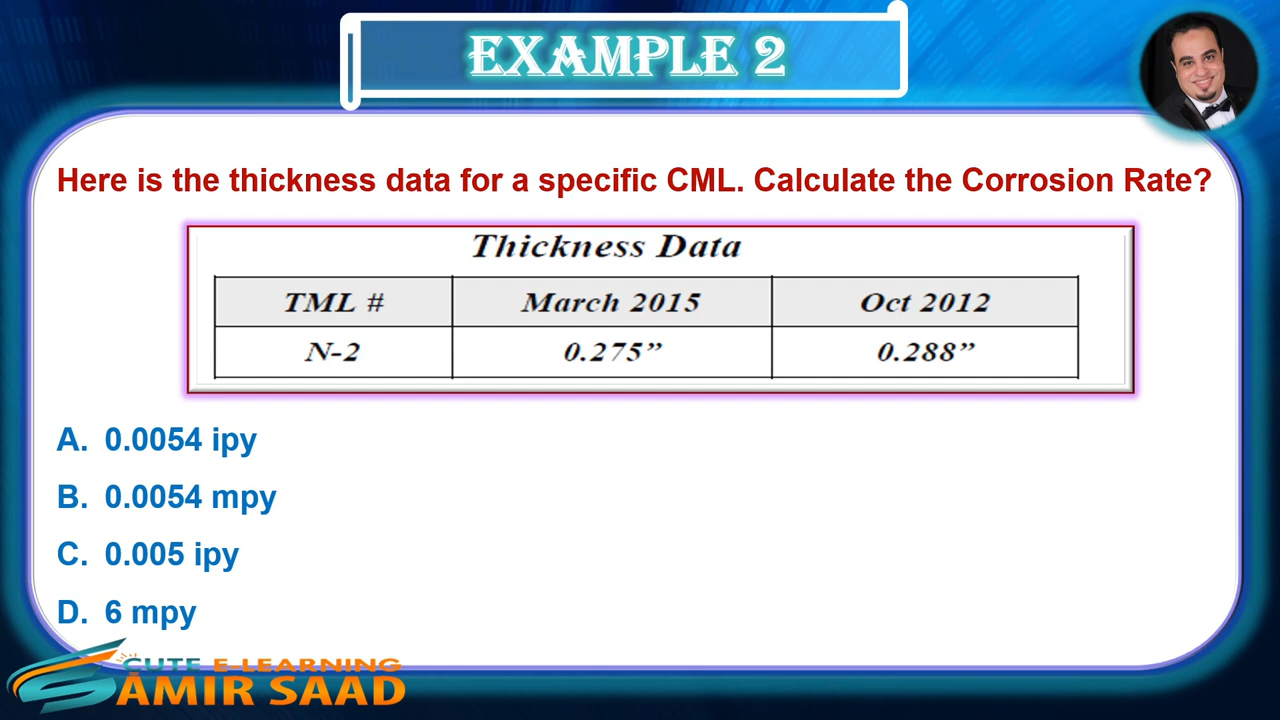 EXAMPLE 2
Here is the thickness data for a specific CML. Calculate the Corrosion Rate?
Thickness Data
TML # March 2015 Oct 2012
N-2 0.275” 0.288”
A. 0.0054 ipy
B. 0.0054 mpy
C. 0.005 ipy
D. 6 mpy
CUTE E-LEARNING
AMIR SAAD